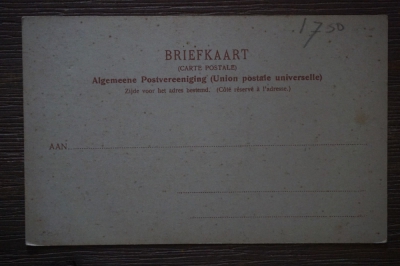 1750
BRIEFKAART
(CARTE POSTALE)
Algemeene Postvereeniging (Union postale universelle)
Zijde voor het adres bestemd. (Côté réservé à l'adresse.)
AAN